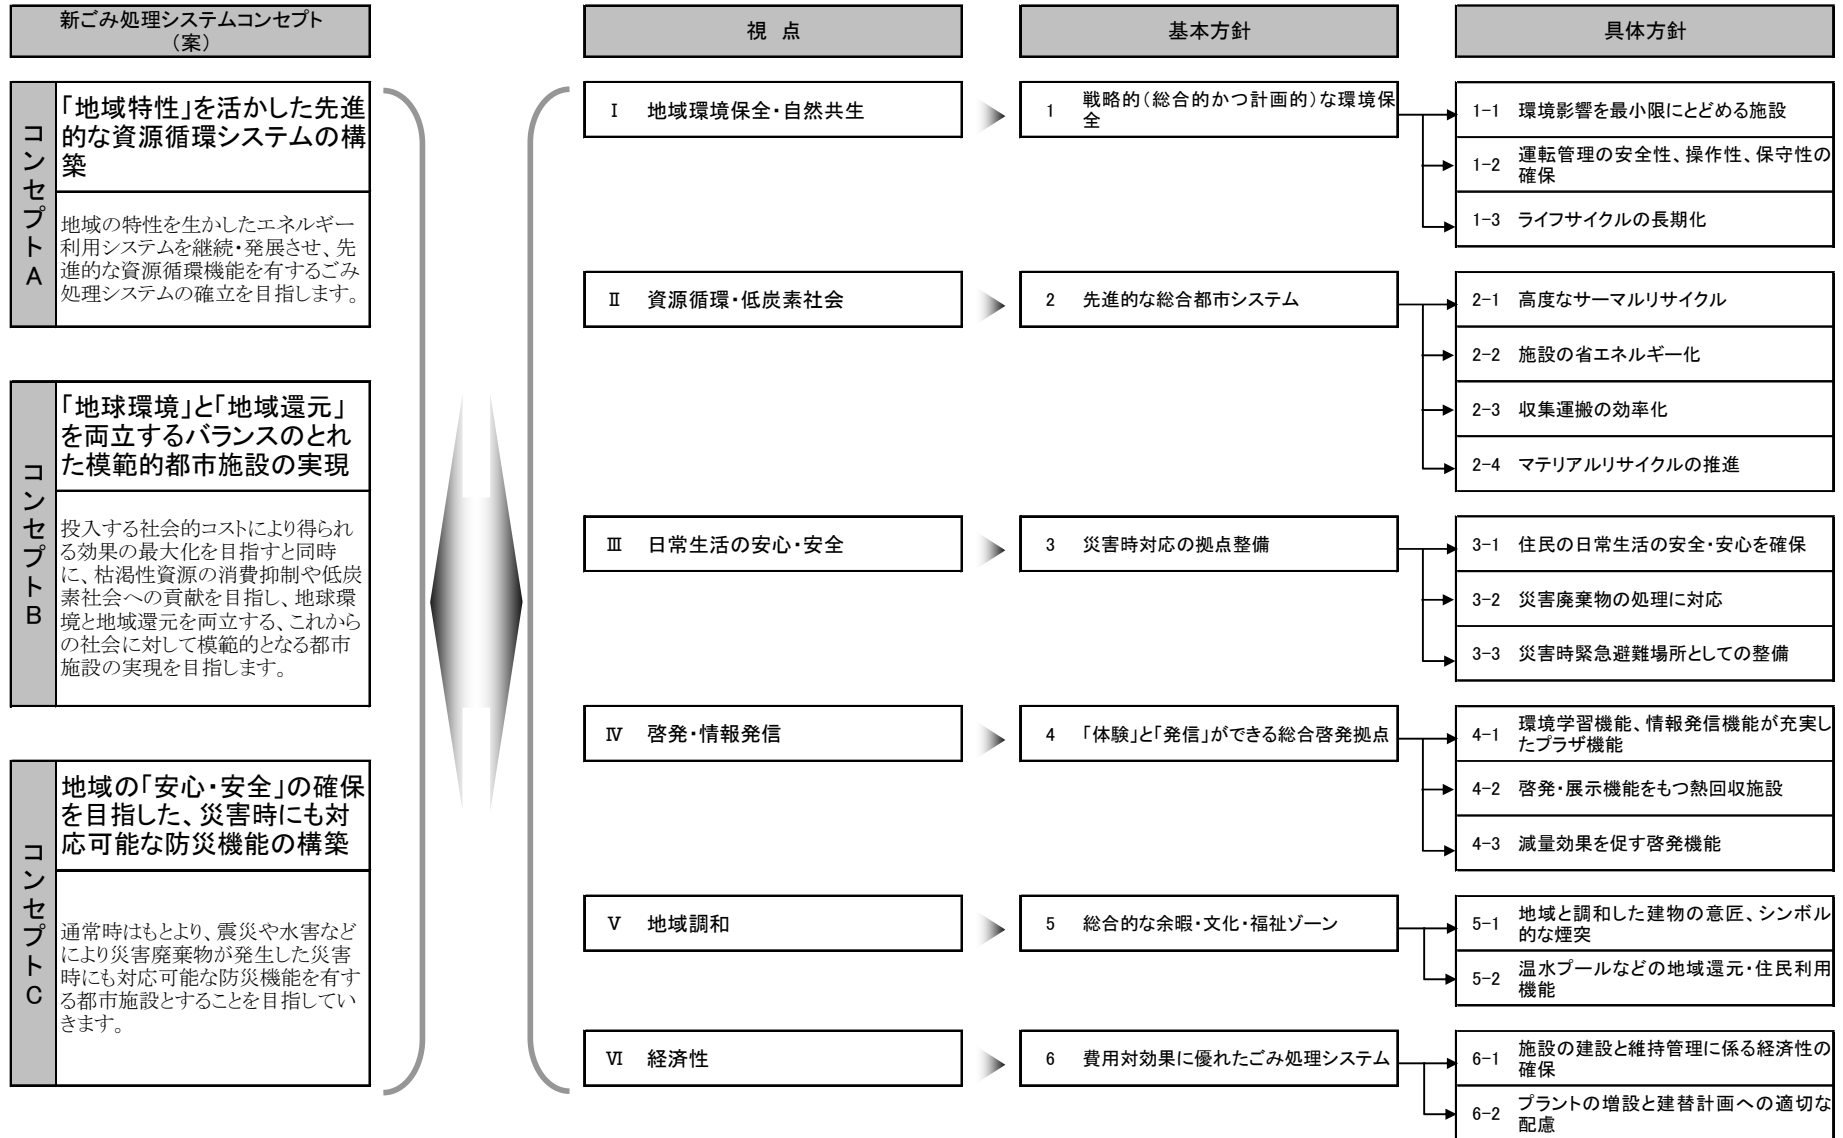 新ごみ処理システムコンセプト
（案）
視　点
基本方針
具体方針
コンセプトA
「地域特性」を活かした先進
的な資源循環システムの構
築
地域の特性を生かしたエネルギー
利用システムを継続・発展させ、先
進的な資源循環機能を有するごみ
処理システムの確立を目指します。
コンセプトB
「地球環境」と「地域還元」
を両立するバランスのとれ
た模範的都市施設の実現
投入する社会的コストにより得られ
る効果の最大化を目指すと同時
に、枯渇性資源の消費抑制や低炭
素社会への貢献を目指し、地球環
境と地域還元を両立する、これから
の社会に対して模範的となる都市
施設の実現を目指します。
コンセプトC
地域の「安心・安全」の確保
を目指した、災害時にも対
応可能な防災機能の構築
通常時はもとより、震災や水害など
により災害廃棄物が発生した災害
時にも対応可能な防災機能を有す
る都市施設とすることを目指してい
きます。
Ⅰ　地域環境保全・自然共生
1　戦略的（総合的かつ計画的）な環境保
全
1-1　環境影響を最小限にとどめる施設
1-2　運転管理の安全性、操作性、保守性の
確保
1-3　ライフサイクルの長期化
Ⅱ　資源循環・低炭素社会
2　先進的な総合都市システム
2-1　高度なサーマルリサイクル
2-2　施設の省エネルギー化
2-3　収集運搬の効率化
2-4　マテリアルリサイクルの推進
Ⅲ　日常生活の安心・安全
3　災害時対応の拠点整備
3-1　住民の日常生活の安全・安心を確保
3-2　災害廃棄物の処理に対応
3-3　災害時緊急避難場所としての整備
Ⅳ　啓発・情報発信
4　「体験」と「発信」ができる総合啓発拠点
4-1　環境学習機能、情報発信機能が充実し
たプラザ機能
4-2　啓発・展示機能をもつ熱回収施設
4-3　減量効果を促す啓発機能
Ⅴ　地域調和
5　総合的な余暇・文化・福祉ゾーン
5-1　地域と調和した建物の意匠、シンボル
的な煙突
5-2　温水プールなどの地域還元・住民利用
機能
Ⅵ　経済性
6　費用対効果に優れたごみ処理システム
6-1　施設の建設と維持管理に係る経済性の
確保
6-2　プラントの増設と建替計画への適切な
配慮